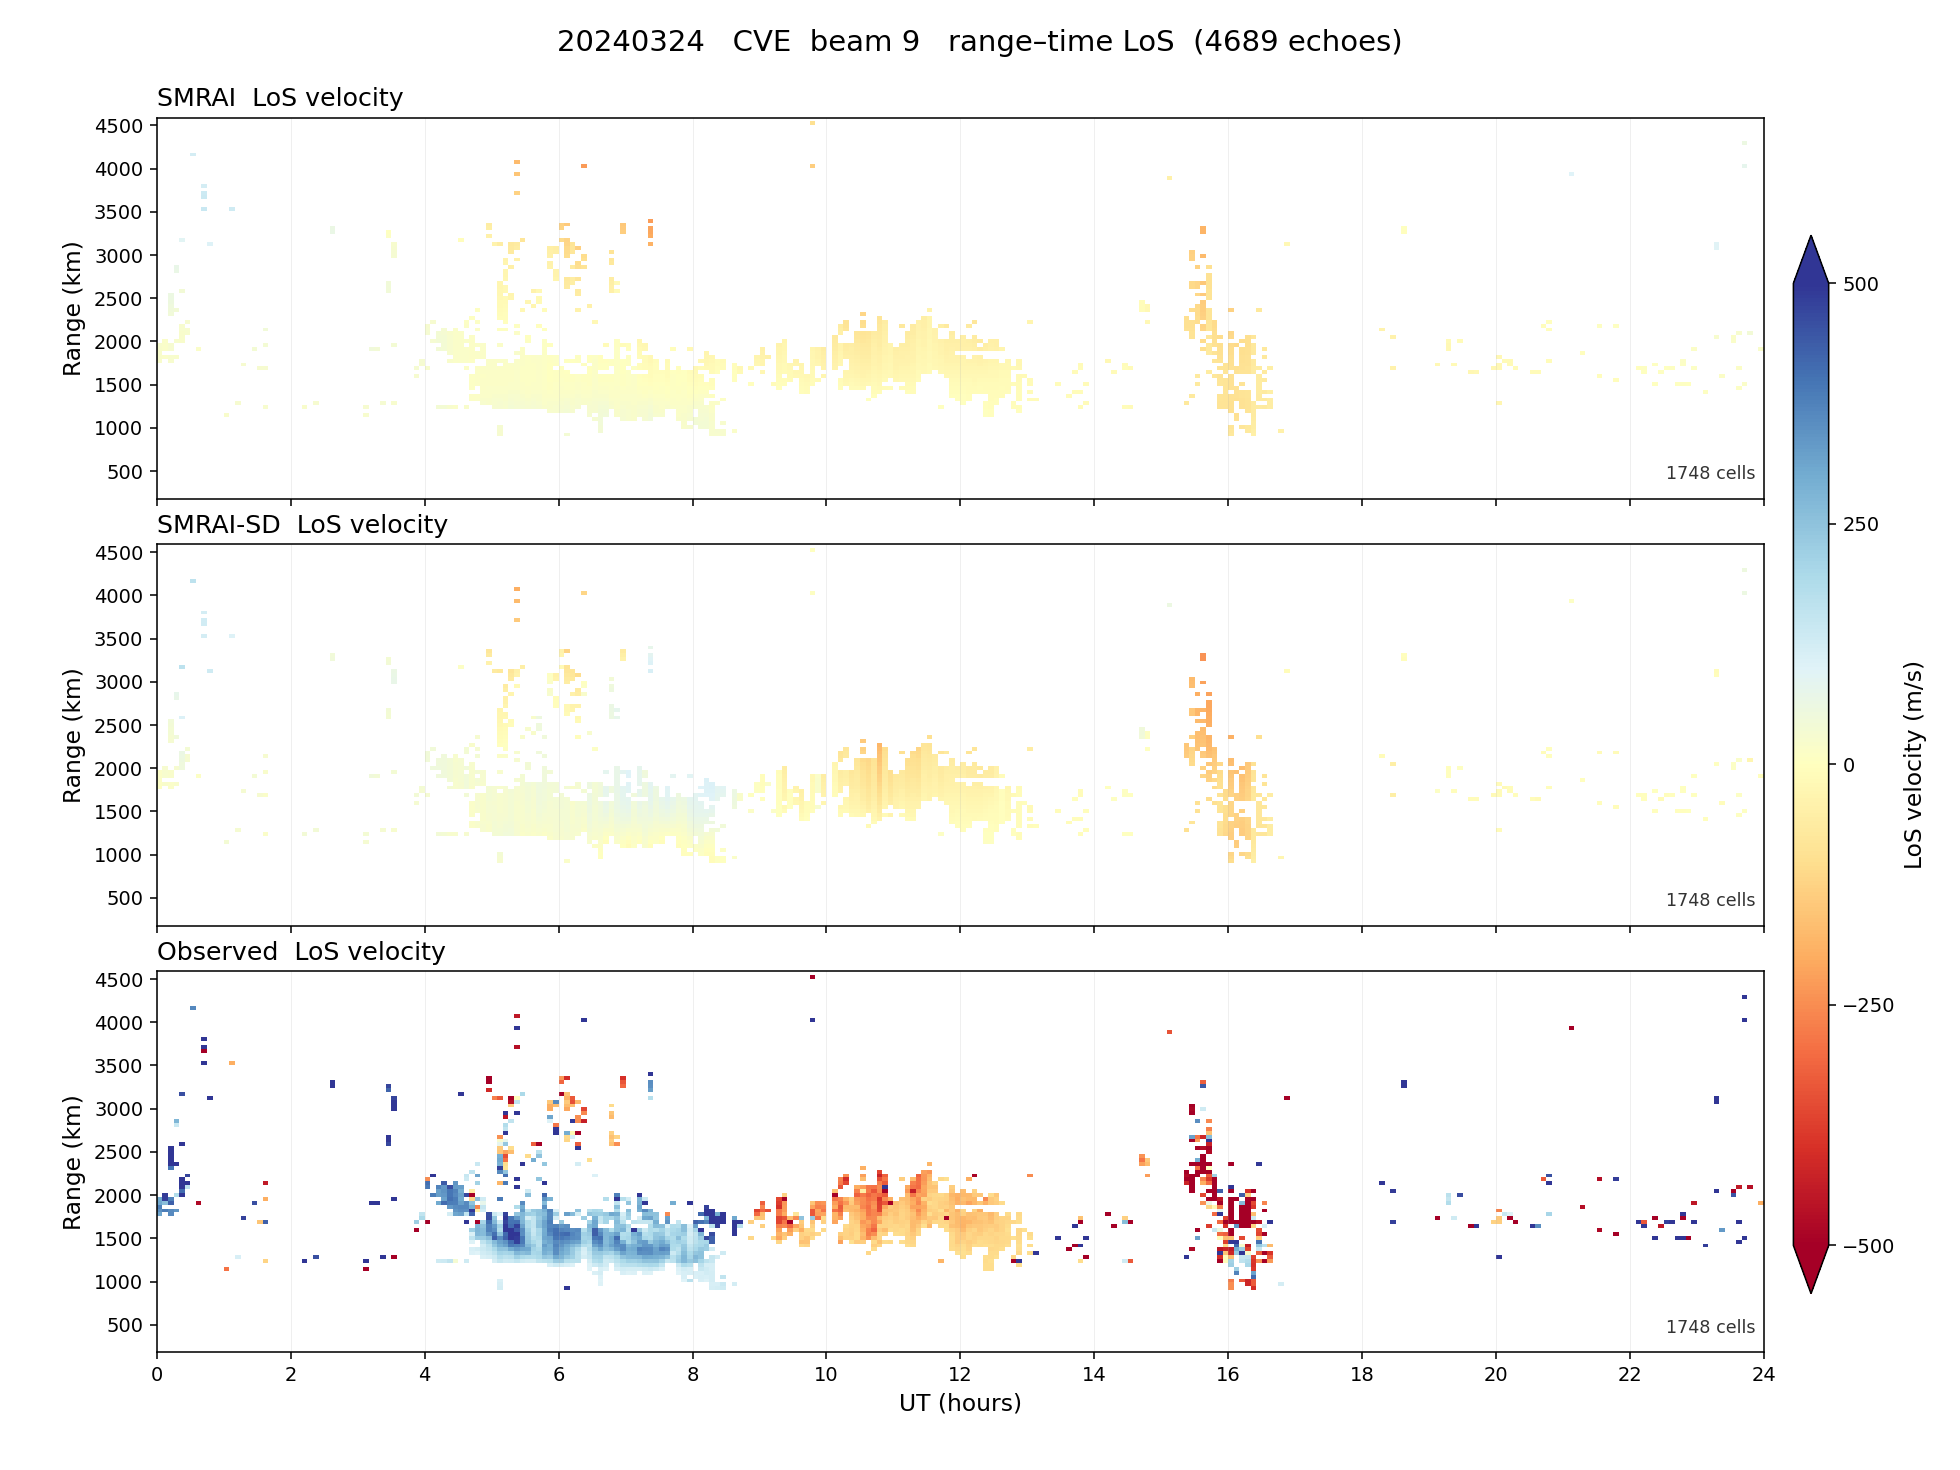 20240324   CVE  beam 9   range–time LoS  (4689 echoes)
SMRAI  LoS velocity
4500
4000
3500
3000
2500
2000
1500
1000
500
Range (km)
1748 cells
SMRAI-SD  LoS velocity
4500
4000
3500
3000
2500
2000
1500
1000
500
Range (km)
1748 cells
Observed  LoS velocity
4500
4000
3500
3000
2500
2000
1500
1000
500
Range (km)
1748 cells
0 2 4 6 8 10 12 14 16 18 20 22 24
UT (hours)
500
250
0
−250
−500
LoS velocity (m/s)